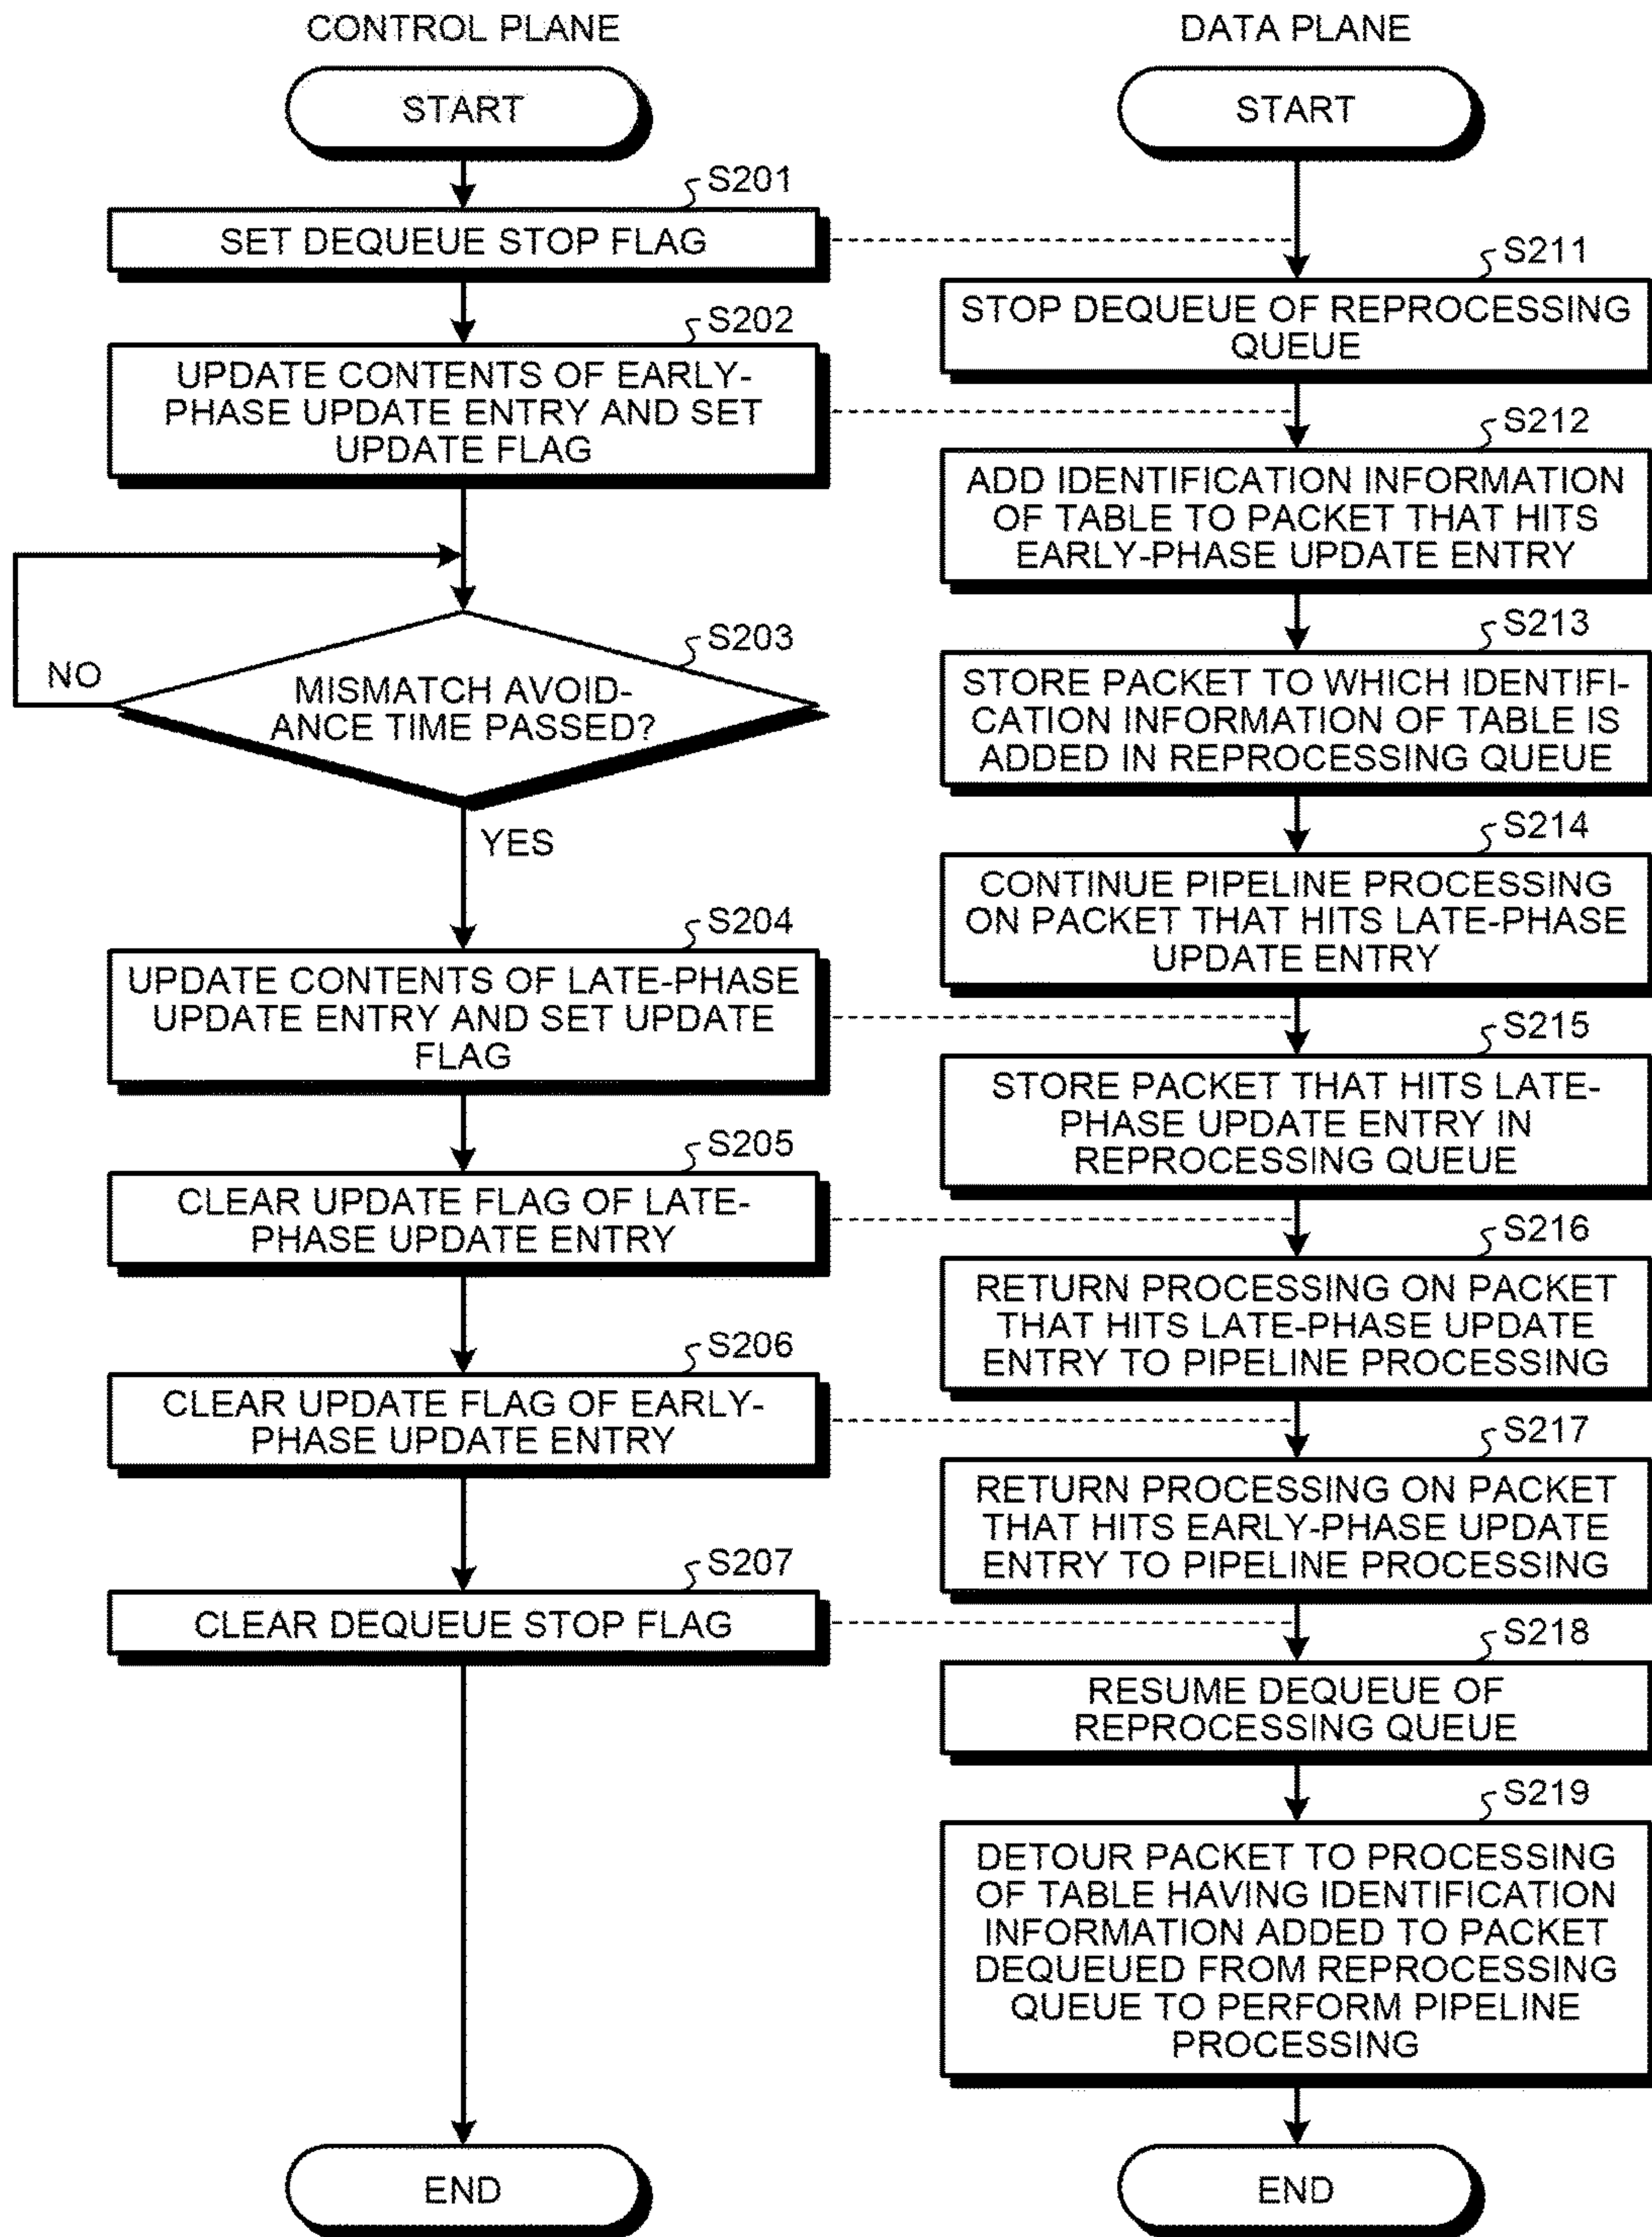 CONTROL PLANE
START
S201
SET DEQUEUE STOP FLAG
S202
UPDATE CONTENTS OF EARLY-
PHASE UPDATE ENTRY AND SET
UPDATE FLAG
S203
NO
MISMATCH AVOID-
ANCE TIME PASSED?
YES
S204
UPDATE CONTENTS OF LATE-PHASE
UPDATE ENTRY AND SET UPDATE
FLAG
S205
CLEAR UPDATE FLAG OF LATE-
PHASE UPDATE ENTRY
S206
CLEAR UPDATE FLAG OF EARLY-
PHASE UPDATE ENTRY
S207
CLEAR DEQUEUE STOP FLAG
END
DATA PLANE
START
S211
STOP DEQUEUE OF REPROCESSING
QUEUE
S212
ADD IDENTIFICATION INFORMATION
OF TABLE TO PACKET THAT HITS
EARLY-PHASE UPDATE ENTRY
S213
STORE PACKET TO WHICH IDENTIFI-
CATION INFORMATION OF TABLE IS
ADDED IN REPROCESSING QUEUE
S214
CONTINUE PIPELINE PROCESSING
ON PACKET THAT HITS LATE-PHASE
UPDATE ENTRY
S215
STORE PACKET THAT HITS LATE-
PHASE UPDATE ENTRY IN
REPROCESSING QUEUE
S216
RETURN PROCESSING ON PACKET
THAT HITS LATE-PHASE UPDATE
ENTRY TO PIPELINE PROCESSING
S217
RETURN PROCESSING ON PACKET
THAT HITS EARLY-PHASE UPDATE
ENTRY TO PIPELINE PROCESSING
S218
RESUME DEQUEUE OF
REPROCESSING QUEUE
S219
DETOUR PACKET TO PROCESSING
OF TABLE HAVING IDENTIFICATION
INFORMATION ADDED TO PACKET
DEQUEUED FROM REPROCESSING
QUEUE TO PERFORM PIPELINE
PROCESSING
END